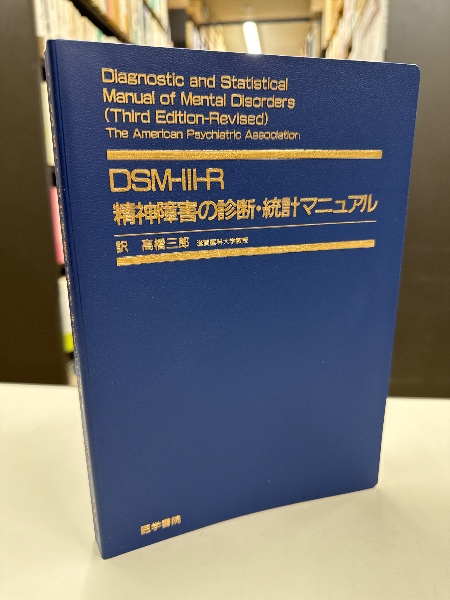 Diagnostic and Statistical
Manual of Mental Disorders
(Third Edition-Revised)
The American Psychiatric Association
DSM-III-R
精神障害の診断・統計マニュアル
訳 高橋三郎 滋賀医科大学教授
医学書院